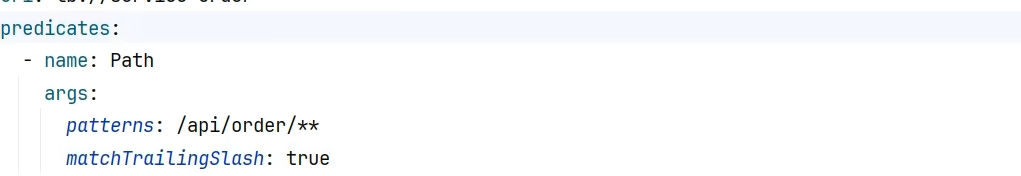 predicates:
- name: Path
args:
patterns: /api/order/**
matchTrailingSlash: true